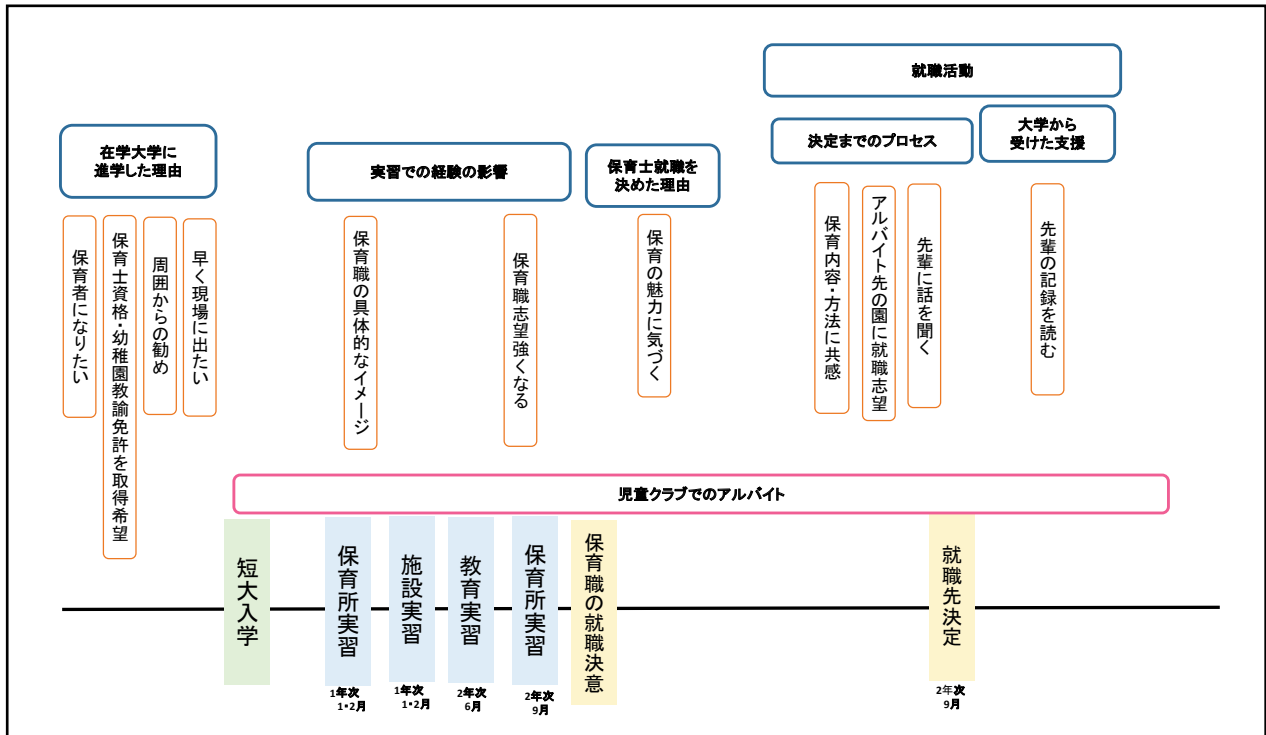 就職活動
在学大学に
進学した理由
実習での経験の影響
保育士就職を
決めた理由
決定までのプロセス
大学から
受けた支援
保育者になりたい
保育士資格・幼稚園教諭免許を取得希望
周囲からの勧め
早く現場に出たい
保育職の具体的なイメージ
保育職志望強くなる
保育の魅力に気づく
保育内容・方法に共感
アルバイト先の園に就職志望
先輩に話を聞く
先輩の記録を読む
児童クラブでのアルバイト
短大入学
保育所実習
施設実習
教育実習
保育所実習
保育職の就職決意
就職先決定
1年次
1・2月
1年次
1・2月
2年次
6月
2年次
9月
2年次
9月